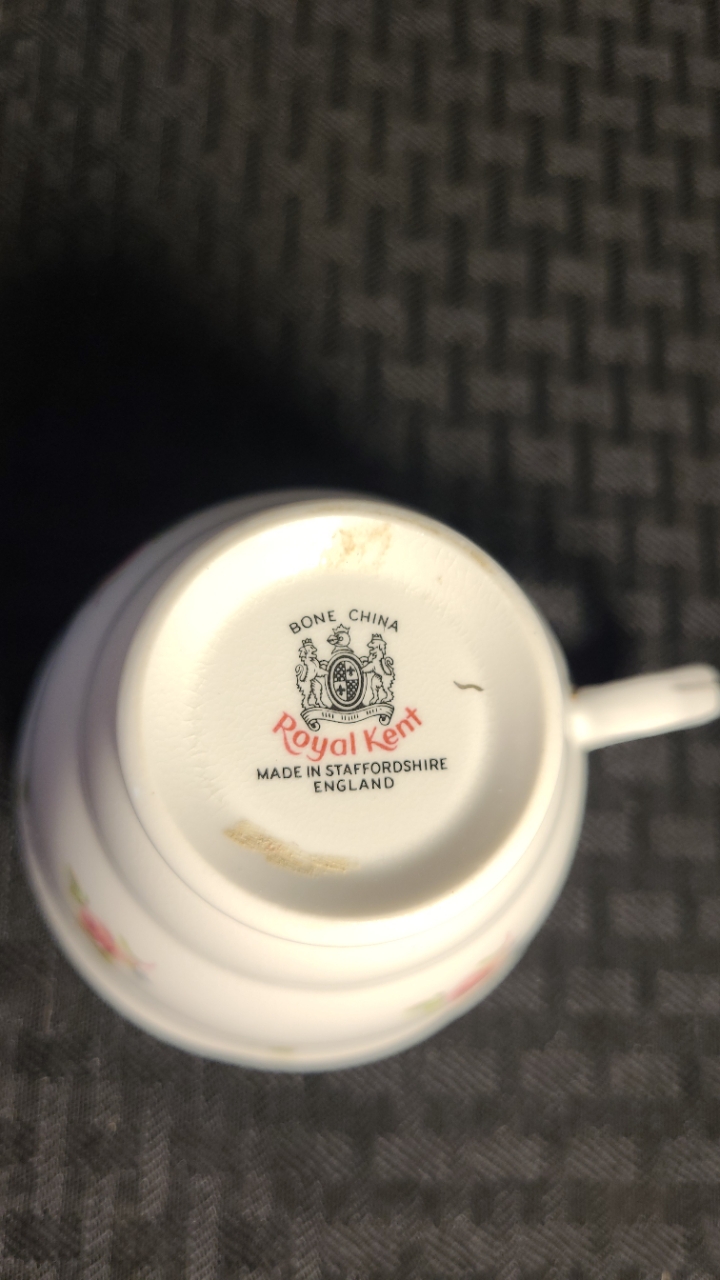 BONE CHINA
Royal Kent
MADE IN STAFFORDSHIRE
ENGLAND